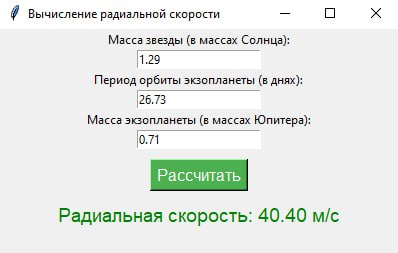 Вычисление радиальной скорости
Масса звезды (в массах Солнца):
1.29
Период орбиты экзопланеты (в днях):
26.73
Масса экзопланеты (в массах Юпитера):
0.71
Рассчитать
Радиальная скорость: 40.40 м/с